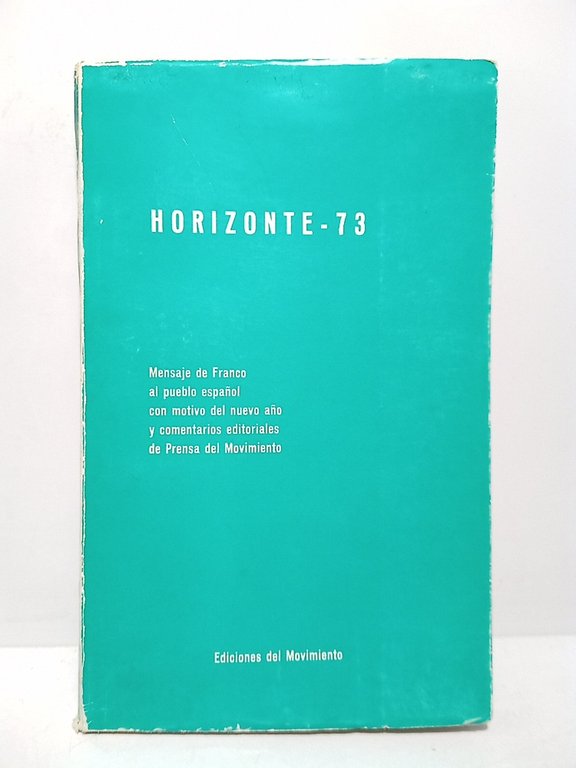 HORIZONTE - 73
Mensaje de Franco
al pueblo español
con motivo del nuevo año
y comentarios editoriales
de Prensa del Movimiento
Ediciones del Movimiento